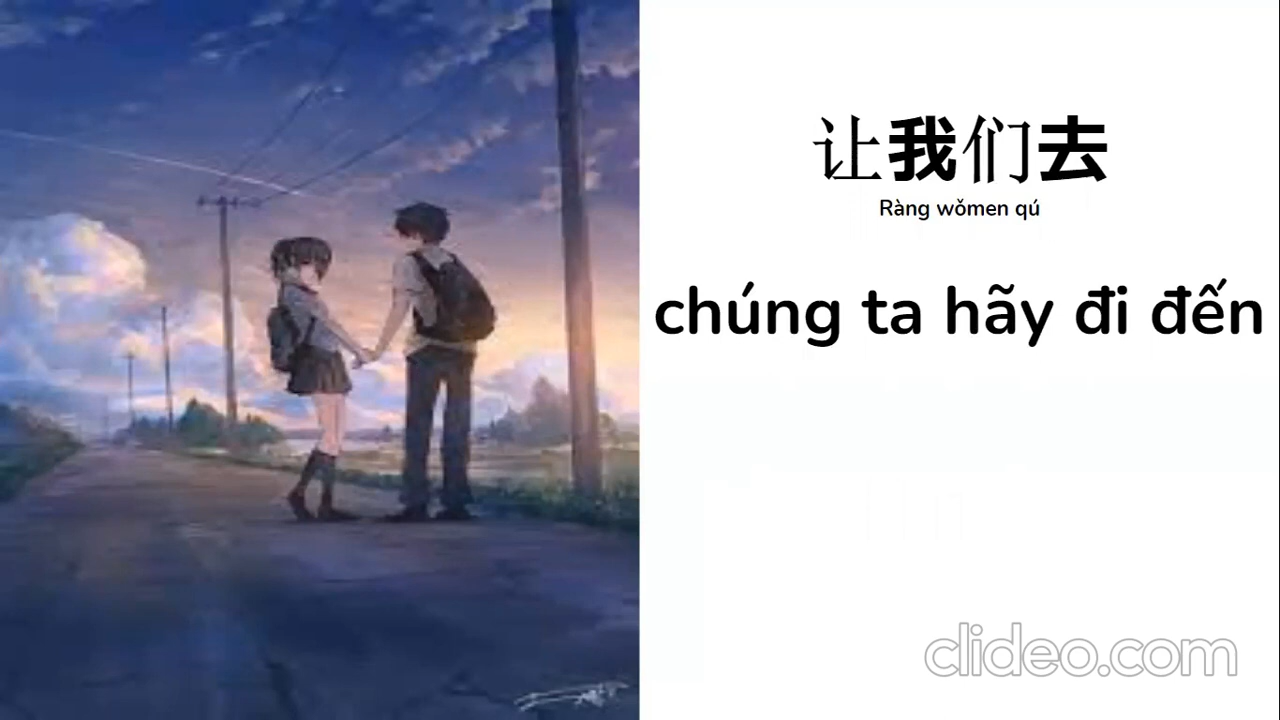 让我们去
Ràng wǒmen qú
chúng ta hãy đi đến
clideo.com